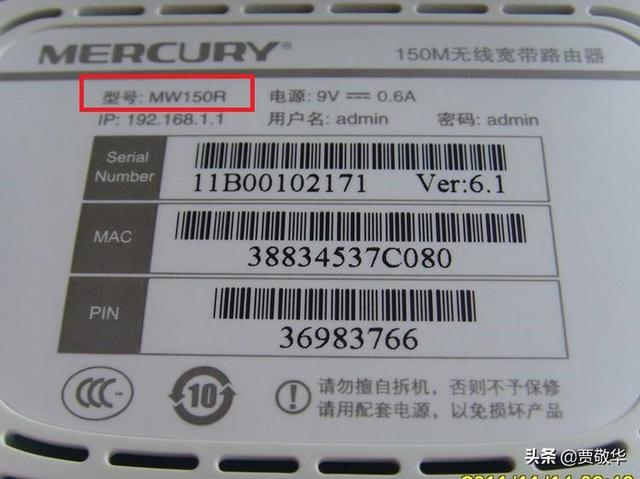 MERCURY® 150M无线宽带路由器
型号: MW150R 电源: 9V 0.6A
IP: 192.168.1.1 用户名: admin 密码: admin
Serial Number 11B00102171 Ver:6.1
MAC 38834537C080
PIN 36983766
CCC 10 请勿擅自拆机，否则不予保修
请用配套电源，以免损坏产品
头条 @贾敬华